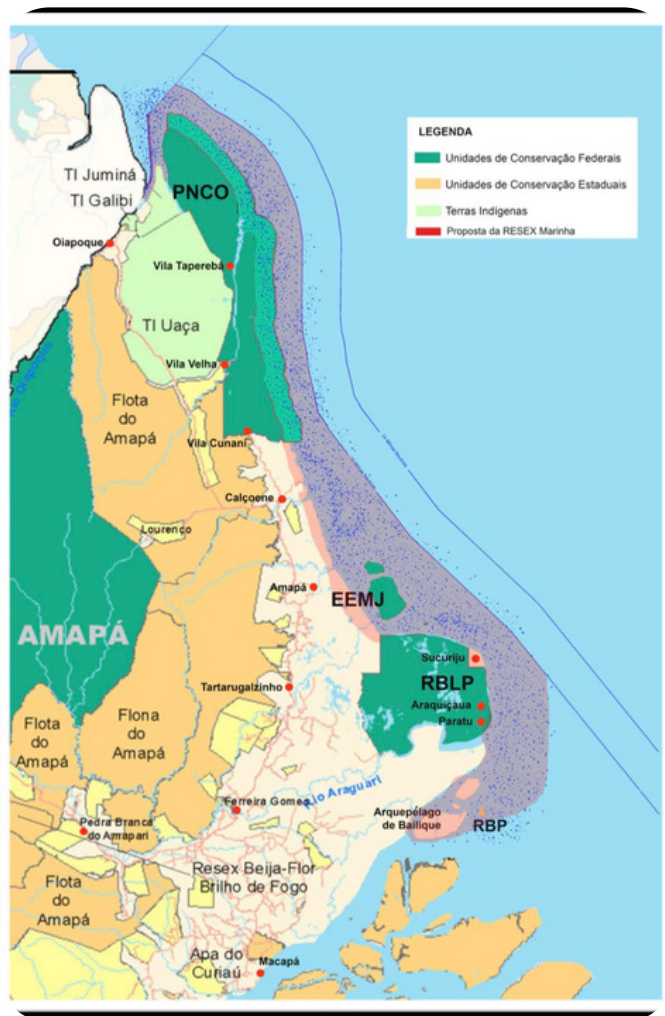 LEGENDA
Unidades de Conservação Federais
Unidades de Conservação Estaduais
Terras Indígenas
Proposta da RESEX Marinha
TI Juminá
TI Galibi
PNCO
Oiapoque
Vila Taperebá
TI Uaça
Vila Velha
Flota
do
Amapá
Vila Cunani
Calçoene
Lourenço
Amapá
EEMJ
AMAPÁ
Sucuriju
RBLP
Tartarugalzinho
Araquiçaua
Paratu
Flota
do
Amapá
Flona
do
Amapá
Rio Araguari
Ferreira Gomes
Arquepélago
de Bailique
RBP
Pedra Branca
do Amapari
Resex Beija-Flor
Brilho de Fogo
Flota
do
Amapá
Apa do
Curiaú
Macapá